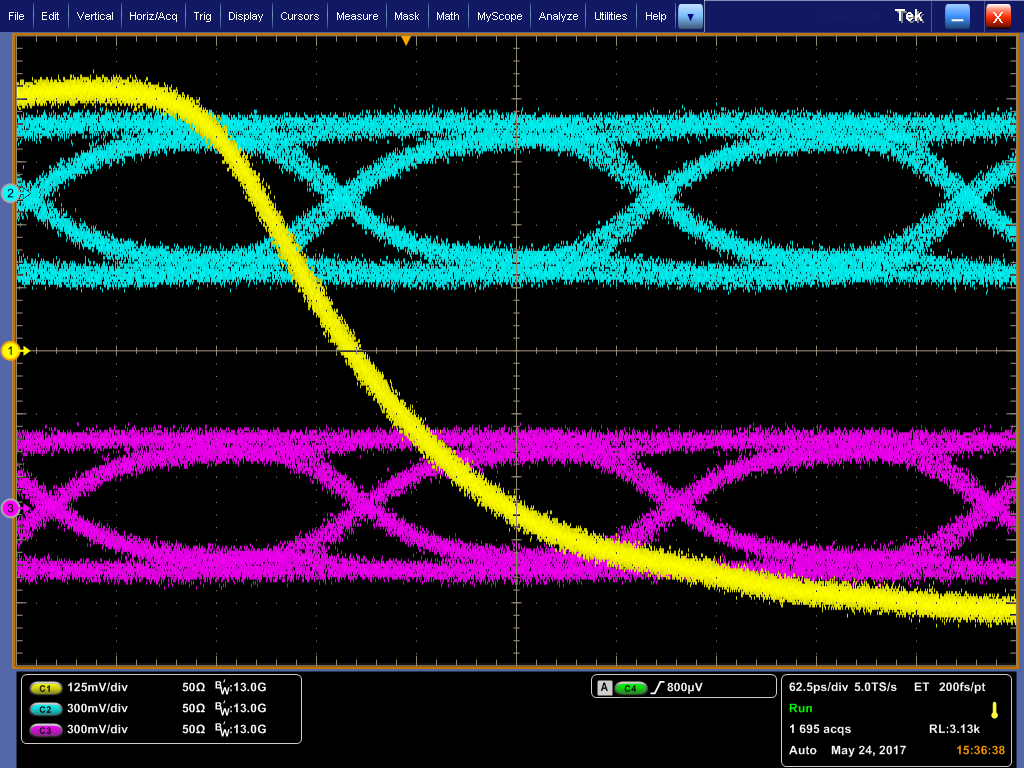 File Edit Vertical Horiz/Acq Trig Display Cursors Measure Mask Math MyScope Analyze Utilities Help Tek X
2
1
3
C1 125mV/div 50Ω B'W:13.0G
C2 300mV/div 50Ω B'W:13.0G
C3 300mV/div 50Ω B'W:13.0G
A C4 800μV
62.5ps/div 5.0TS/s ET 200fs/pt
Run
1 695 acqs RL:3.13k
Auto May 24, 2017 15:36:38